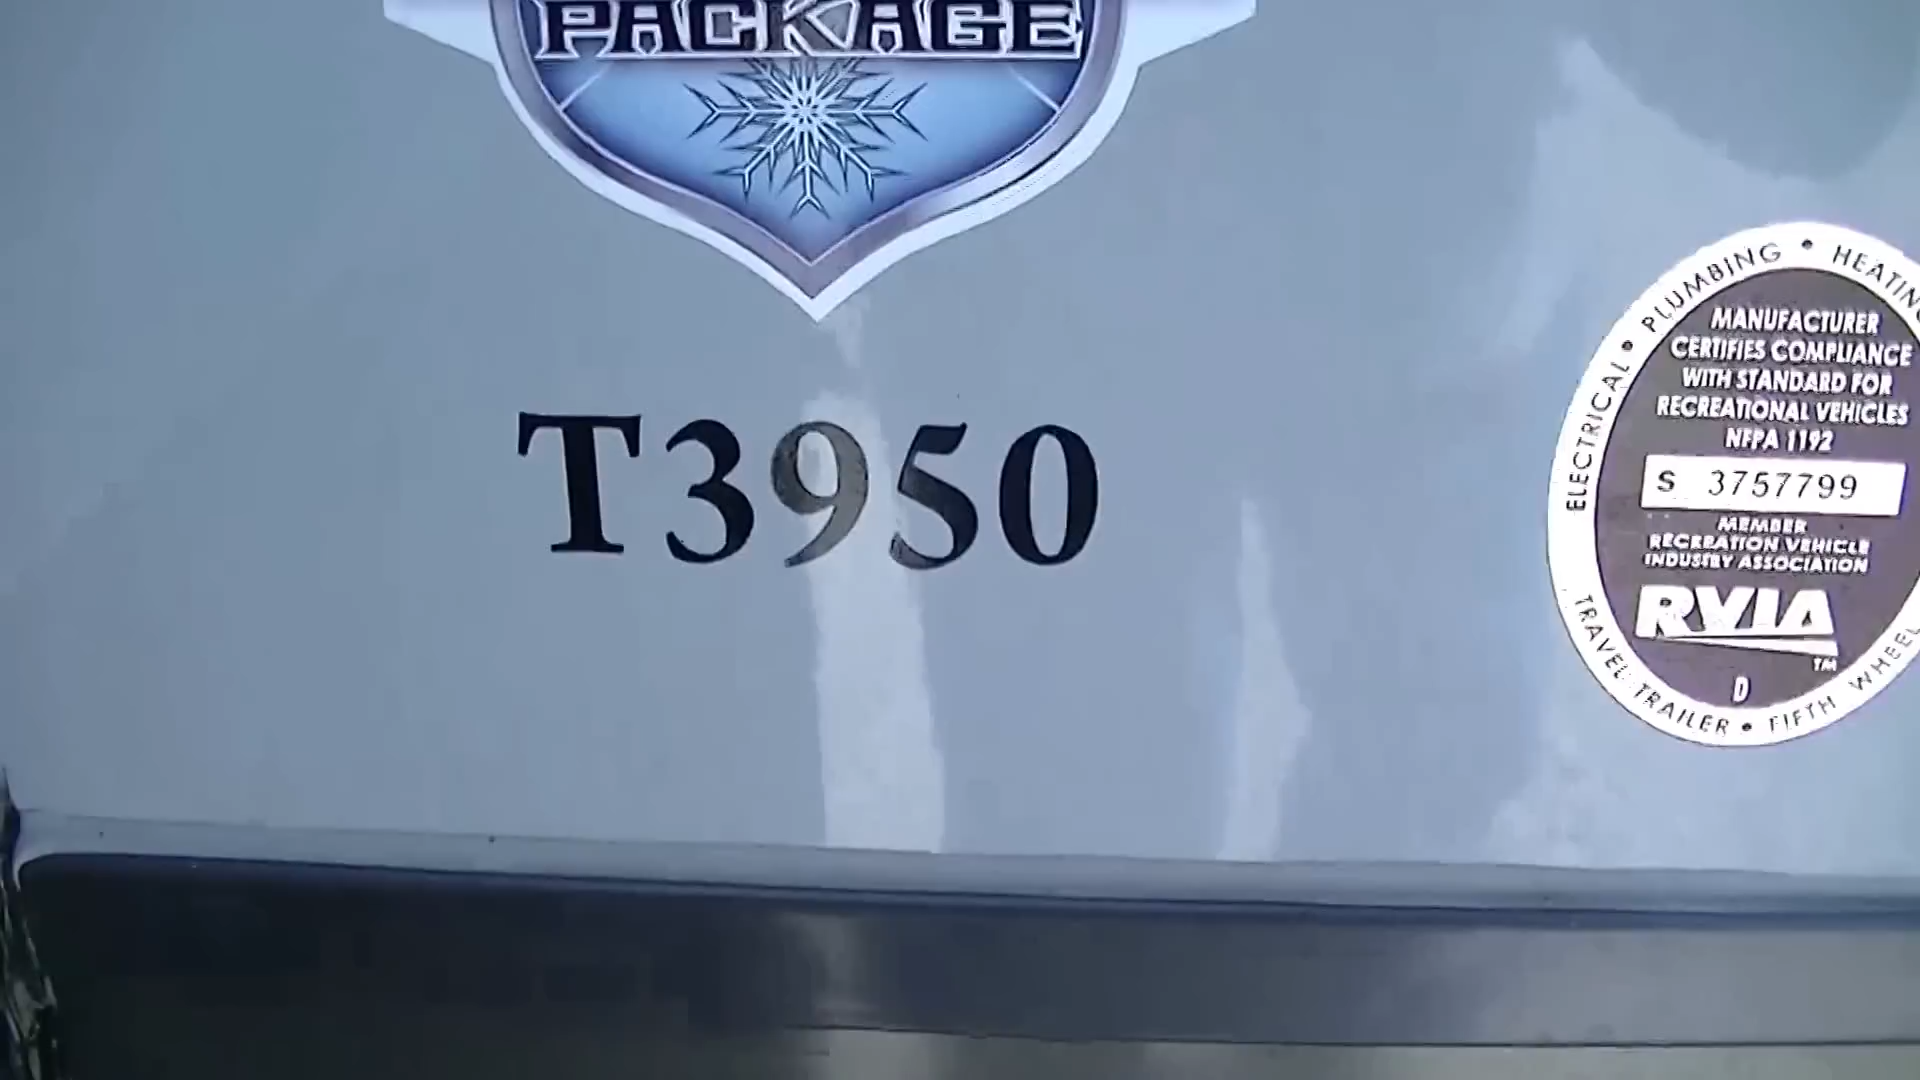 PACKAGE
T3950
ELECTRICAL • PLUMBING • HEATING
MANUFACTURER
CERTIFIES COMPLIANCE
WITH STANDARD FOR
RECREATIONAL VEHICLES
NFPA 1192
S 3757799
MEMBER
RECREATION VEHICLE
INDUSTRY ASSOCIATION
RVIA
TM
D
TRAVEL TRAILER • FIFTH WHEEL